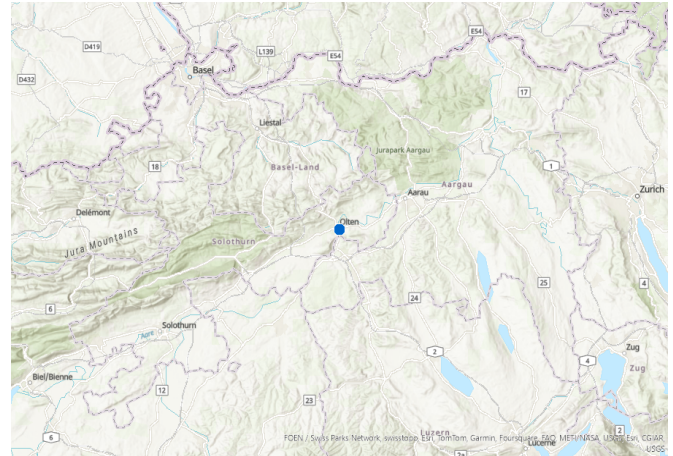 E54
D419
L139
E54
Basel
D432
17
Liestal
Jurapark Aargau
18
Basel-Land
1
Aargau
Aarau
Zurich
Delémont
Olten
Jura Mountains
Solothurn
4
25
24
6
Aare
Solothurn
2
Zug
4
Zug
Biel/Bienne
12
23
6
Luzern
2
FOEN / Swiss Parks Network, swisstopo, Esri, TomTom, Garmin, Foursquare, FAO, METI/NASA, USGS, Esri, CGIAR,
Lucerne
USGS
2a